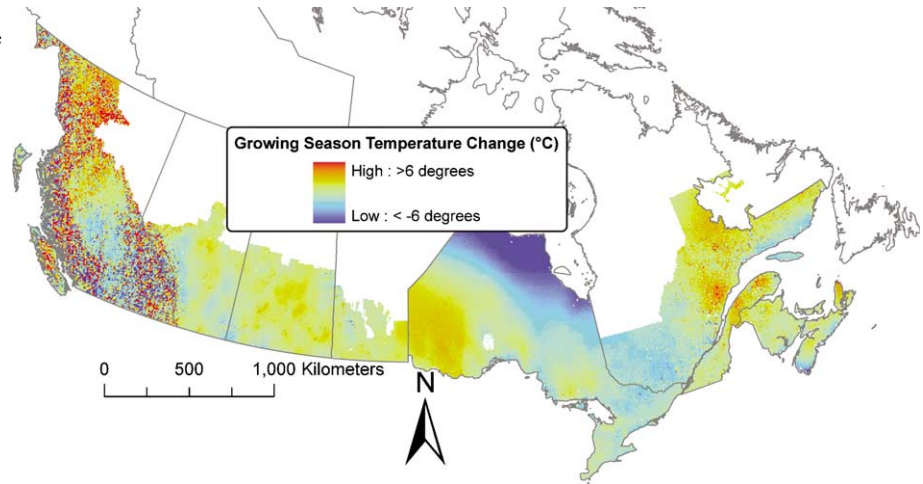 e
Growing Season Temperature Change (°C)
High : >6 degrees
Low : < -6 degrees
0 500 1,000 Kilometers
N